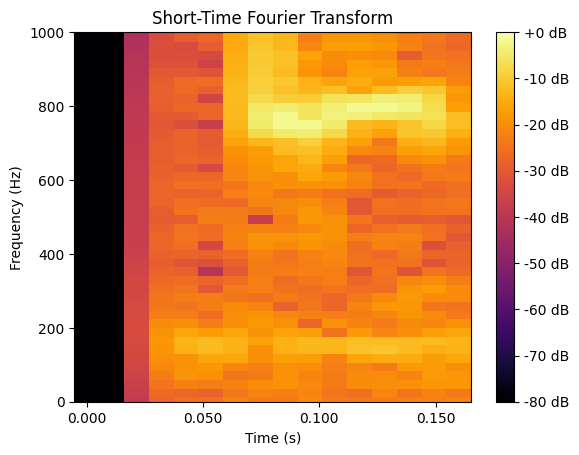 Short-Time Fourier Transform
1000
800
600
400
200
0
Frequency (Hz)
0.000
0.050
0.100
0.150
Time (s)
+0 dB
-10 dB
-20 dB
-30 dB
-40 dB
-50 dB
-60 dB
-70 dB
-80 dB